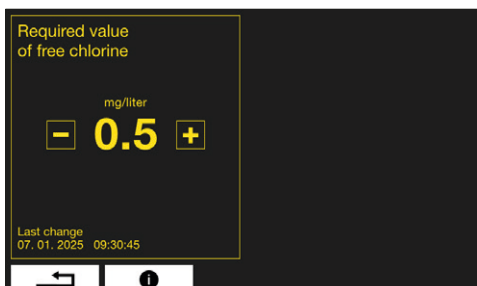 Required value
of free chlorine
mg/liter
− 0.5 +
Last change
07. 01. 2025 09:30:45